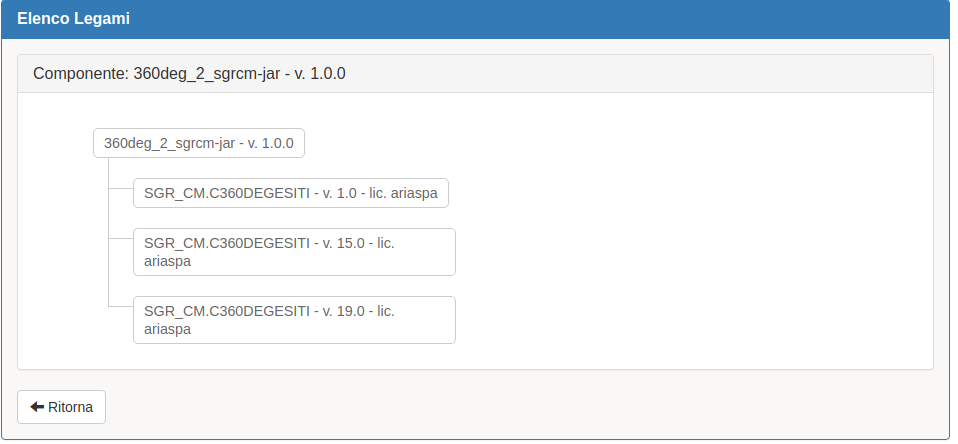 Elenco Legami
Componente: 360deg_2_sgrcm-jar - v. 1.0.0
360deg_2_sgrcm-jar - v. 1.0.0
SGR_CM.C360DEGESITI - v. 1.0 - lic. ariaspa
SGR_CM.C360DEGESITI - v. 15.0 - lic.
ariaspa
SGR_CM.C360DEGESITI - v. 19.0 - lic.
ariaspa
Ritorna